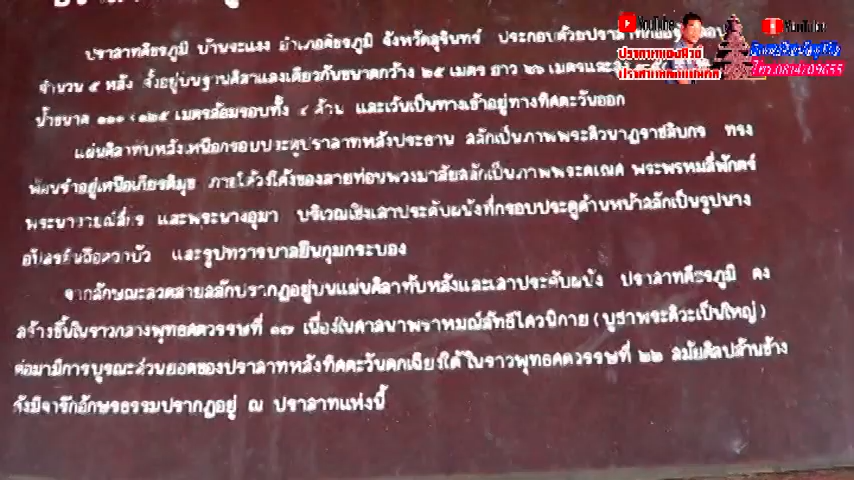 ปราสาทศีขรภูมิ บ้านระแงง อำเภอศีขรภูมิ จังหวัดสุรินทร์ ประกอบด้วยปราสาทก่ออิฐ
จำนวน ๕ หลัง ตั้งอยู่บนฐานศิลาแลงเดียวกันขนาดกว้าง ๒๕ เมตร ยาว ๒๖ เมตรและ
น้ำขนาด ๑๑๑ × ๑๒๕ เมตรล้อมรอบทั้ง ๔ ด้าน และเว้นเป็นทางเข้าอยู่ทางทิศตะวันออก
แผ่นศิลาทับหลังเหนือกรอบประตูปราสาทหลังประธาน สลักเป็นภาพพระศิวนาฏราชสิบกร ทรง
ฟ้อนรำอยู่เหนือเกียรติมุข ภายใต้วงโค้งของลายท่อนพวงมาลัยสลักเป็นภาพพระคเณศ พระพรหมสี่พักตร์
พระนารายณ์สี่กร และพระนางอุมา บริเวณเชิงเสาประดับผนังที่กรอบประตูด้านหน้าสลักเป็นรูปนาง
อัปสรยืนถือดอกบัว และรูปทวารบาลยืนกุมกระบอง
จากลักษณะลวดลายสลักปรากฏอยู่บนแผ่นศิลาทับหลังและเสาประดับผนัง ปราสาทศีขรภูมิ คง
สร้างขึ้นในราวกลางพุทธศตวรรษที่ ๑๗ เนื่องในศาสนาพราหมณ์ลัทธิไศวนิกาย (บูชาพระศิวะเป็นใหญ่)
ต่อมามีการบูรณะส่วนยอดของปราสาทหลังทิศตะวันตกเฉียงใต้ ในราวพุทธศตวรรษที่ ๒๒ สมัยศิลปล้านช้าง
ดังมีจารึกอักษรธรรมปรากฏอยู่ ณ ปราสาทแห่งนี้
YouTube
YouTube
โทร.0814709655